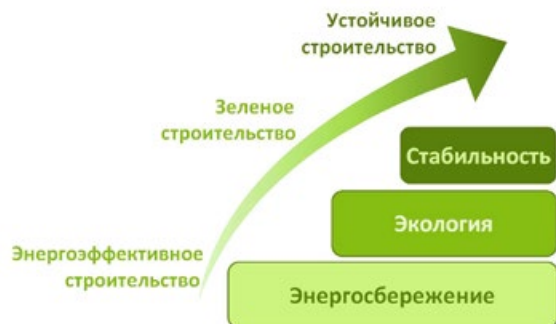 Устойчивое
строительство
Зеленое
строительство
Стабильность
Экология
Энергоэффективное
строительство
Энергосбережение